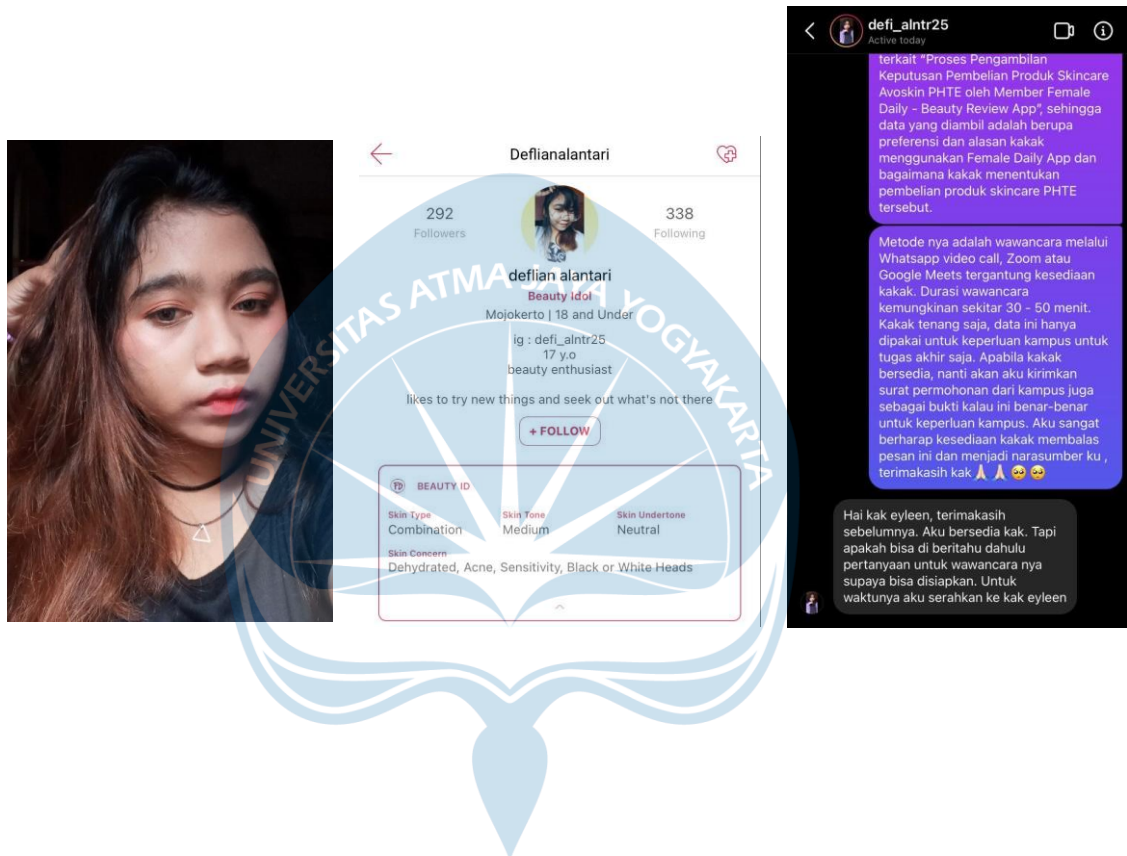 Deflianalantari
292
Followers
338
Following
deflian alantari
Beauty Idol
Mojokerto | 18 and Under
ig : defi_alntr25
17 y.o
beauty enthusiast
likes to try new things and seek out what's not there
+ FOLLOW
FD BEAUTY ID
Skin Type
Combination
Skin Tone
Medium
Skin Undertone
Neutral
Skin Concern
Dehydrated, Acne, Sensitivity, Black or White Heads
defi_alntr25
Active today
terkait "Proses Pengambilan
Keputusan Pembelian Produk Skincare
Avoskin PHTE oleh Member Female
Daily - Beauty Review App", sehingga
data yang diambil adalah berupa
preferensi dan alasan kakak
menggunakan Female Daily App dan
bagaimana kakak menentukan
pembelian produk skincare PHTE
tersebut.
Metode nya adalah wawancara melalui
Whatsapp video call, Zoom atau
Google Meets tergantung kesediaan
kakak. Durasi wawancara
kemungkinan sekitar 30 - 50 menit.
Kakak tenang saja, data ini hanya
dipakai untuk keperluan kampus untuk
tugas akhir saja. Apabila kakak
bersedia, nanti akan aku kirimkan
surat permohonan dari kampus juga
sebagai bukti kalau ini benar-benar
untuk keperluan kampus. Aku sangat
berharap kesediaan kakak membalas
pesan ini dan menjadi narasumber ku ,
terimakasih kak 🙏🏻 🙏🏻 🥺 🥺
Hai kak eyleen, terimakasih
sebelumnya. Aku bersedia kak. Tapi
apakah bisa di beritahu dahulu
pertanyaan untuk wawancara nya
supaya bisa disiapkan. Untuk
waktunya aku serahkan ke kak eyleen
UNIVERSITAS ATMA JAYA YOGYAKARTA